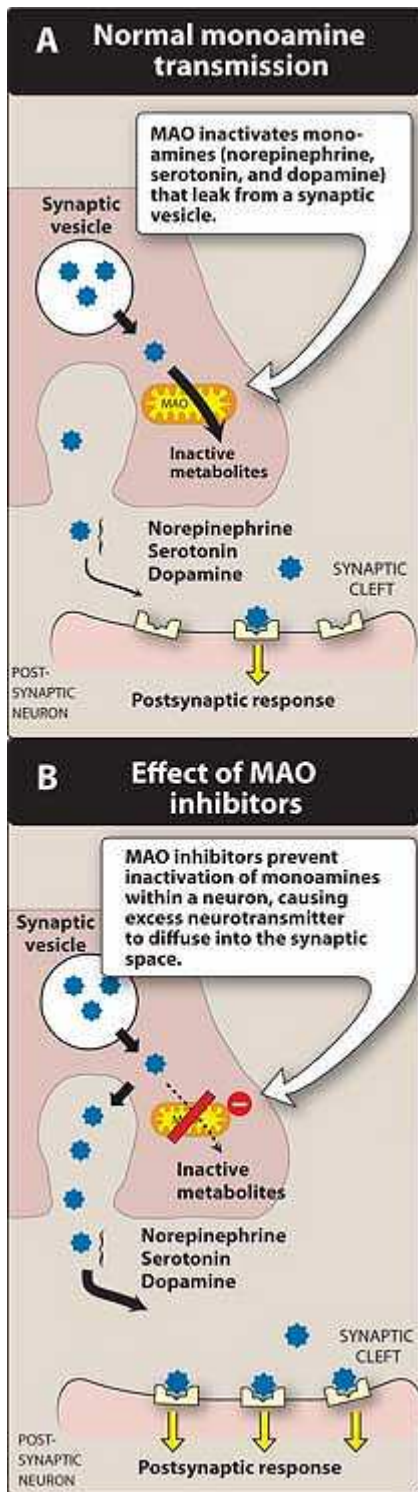 A Normal monoamine
transmission
MAO inactivates mono-
amines (norepinephrine,
serotonin, and dopamine)
that leak from a synaptic
vesicle.
Synaptic
vesicle
MAO
Inactive
metabolites
Norepinephrine
Serotonin
Dopamine
SYNAPTIC
CLEFT
POST-
SYNAPTIC
NEURON
Postsynaptic response
B Effect of MAO
inhibitors
MAO inhibitors prevent
inactivation of monoamines
within a neuron, causing
excess neurotransmitter
to diffuse into the synaptic
space.
Synaptic
vesicle
Inactive
metabolites
Norepinephrine
Serotonin
Dopamine
SYNAPTIC
CLEFT
POST-
SYNAPTIC
NEURON
Postsynaptic response